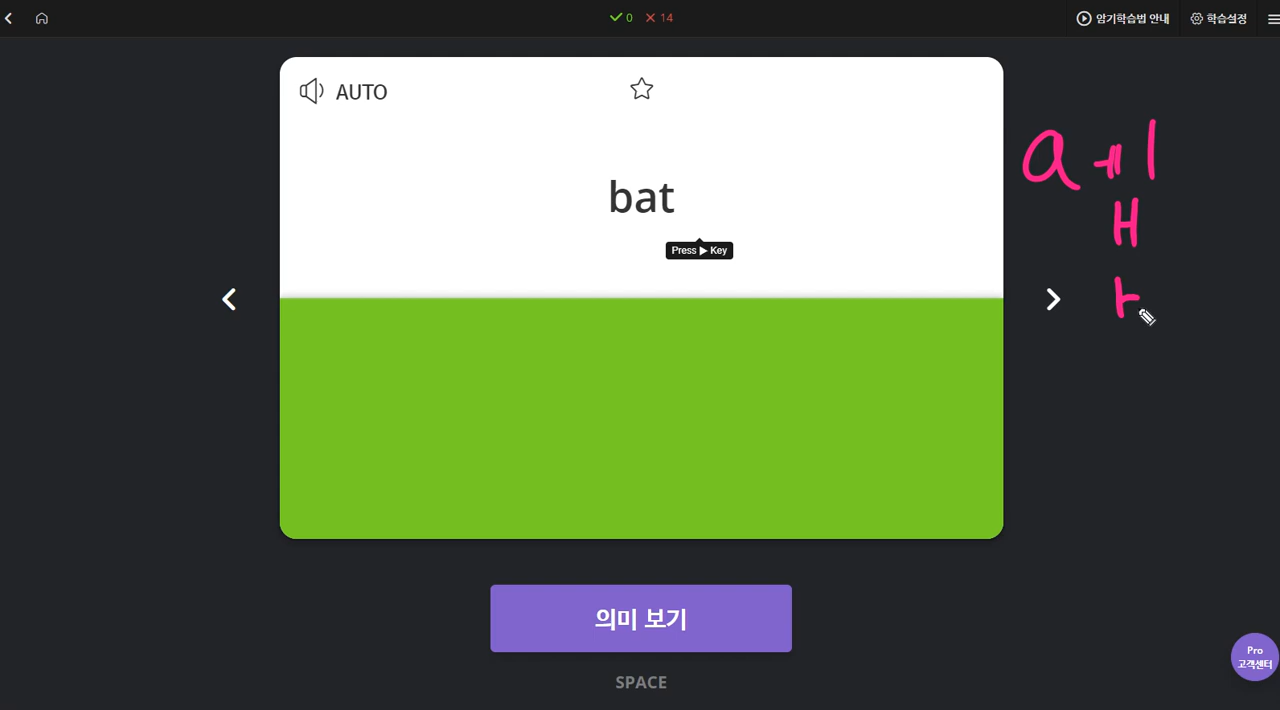 0 14 암기학습법 안내 학습설정
AUTO
bat
Press ▶ Key
a ㅔㅣ
ㅐ
ㅏ
의미 보기
SPACE
Pro
고객센터